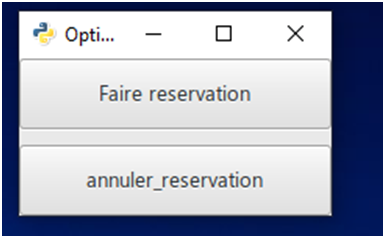 Opti...
Faire reservation
annuler_reservation